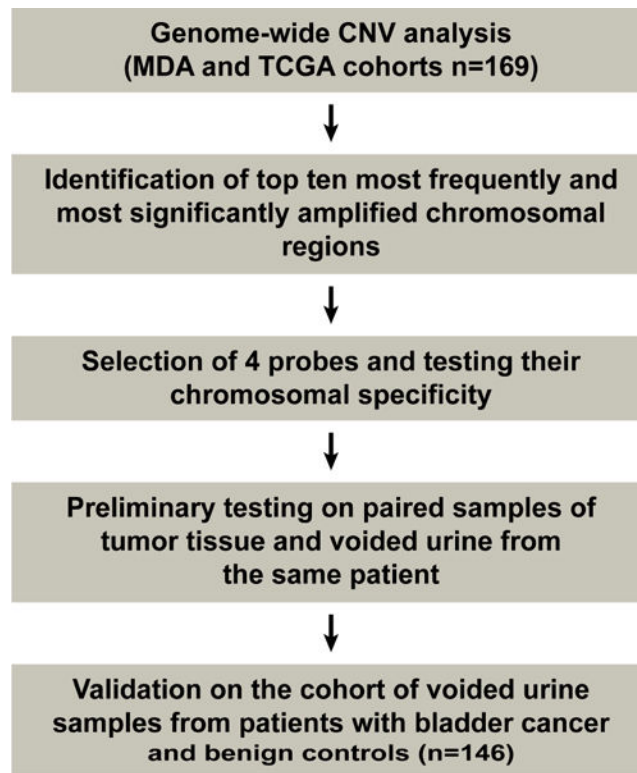 Genome-wide CNV analysis
(MDA and TCGA cohorts n=169)
Identification of top ten most frequently and
most significantly amplified chromosomal
regions
Selection of 4 probes and testing their
chromosomal specificity
Preliminary testing on paired samples of
tumor tissue and voided urine from
the same patient
Validation on the cohort of voided urine
samples from patients with bladder cancer
and benign controls (n=146)